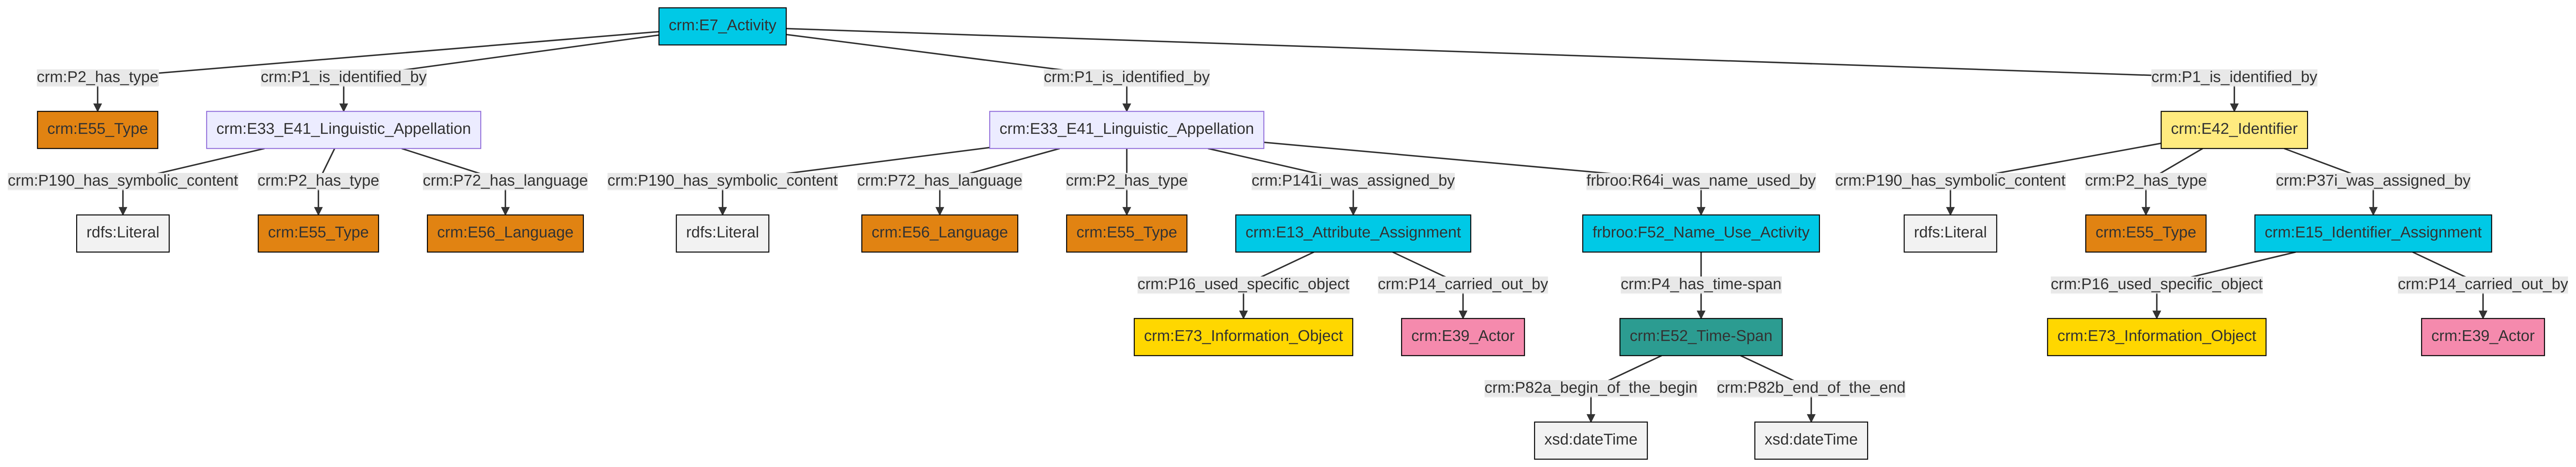 crm:E7_Activity
crm:P2_has_type
crm:P1_is_identified_by
crm:P1_is_identified_by
crm:P1_is_identified_by
crm:E55_Type
crm:E33_E41_Linguistic_Appellation
crm:E33_E41_Linguistic_Appellation
crm:E42_Identifier
crm:P190_has_symbolic_content
crm:P2_has_type
crm:P72_has_language
crm:P190_has_symbolic_content
crm:P72_has_language
crm:P2_has_type
crm:P141i_was_assigned_by
frbroo:R64i_was_name_used_by
crm:P190_has_symbolic_content
crm:P2_has_type
crm:P37i_was_assigned_by
rdfs:Literal
crm:E55_Type
crm:E56_Language
rdfs:Literal
crm:E56_Language
crm:E55_Type
crm:E13_Attribute_Assignment
frbroo:F52_Name_Use_Activity
rdfs:Literal
crm:E55_Type
crm:E15_Identifier_Assignment
crm:P16_used_specific_object
crm:P14_carried_out_by
crm:P4_has_time-span
crm:P16_used_specific_object
crm:P14_carried_out_by
crm:E73_Information_Object
crm:E39_Actor
crm:E52_Time-Span
crm:E73_Information_Object
crm:E39_Actor
crm:P82a_begin_of_the_begin
crm:P82b_end_of_the_end
xsd:dateTime
xsd:dateTime